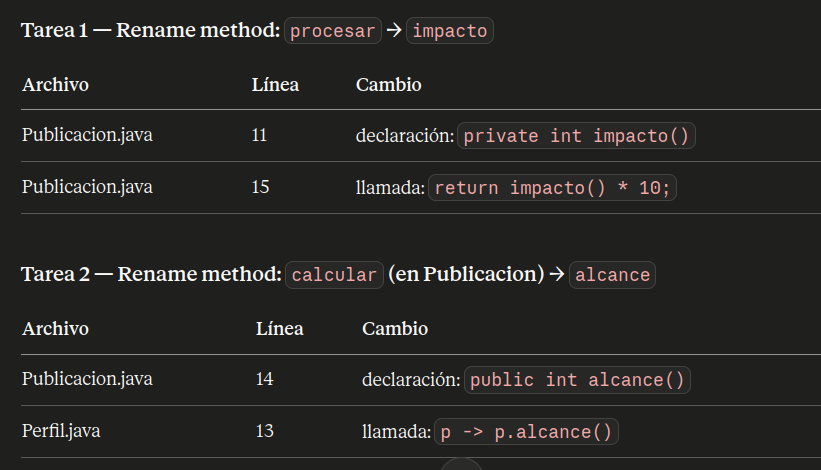 Tarea 1 — Rename method: procesar → impacto
Archivo Línea Cambio
Publicacion.java 11 declaración: private int impacto()
Publicacion.java 15 llamada: return impacto() * 10;
Tarea 2 — Rename method: calcular (en Publicacion) → alcance
Archivo Línea Cambio
Publicacion.java 14 declaración: public int alcance()
Perfil.java 13 llamada: p -> p.alcance()